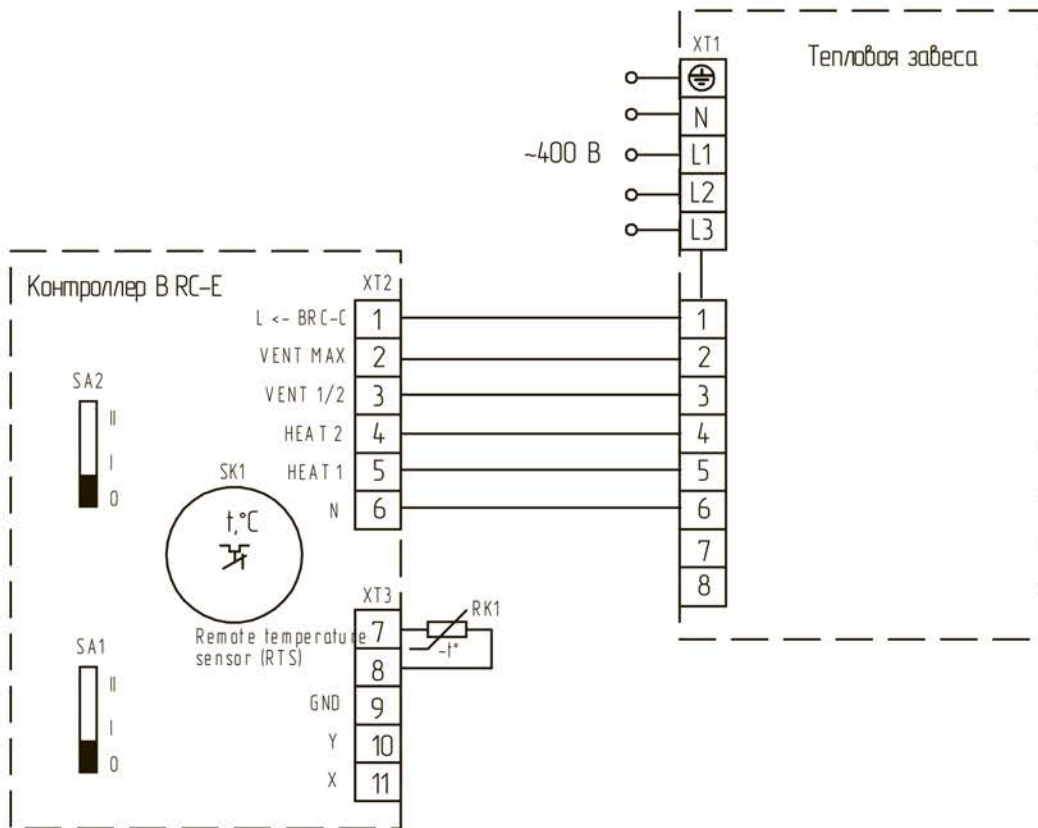 XT1
Тепловая завеса
N
~400 В
L1
L2
L3
Контроллер B RC-E
XT2
L <- BRC-C 1
VENT MAX 2
VENT 1/2 3
HEAT 2 4
HEAT 1 5
N 6
1
2
3
4
5
6
7
8
SA2
II
I
0
SK1
t,°C
XT3
Remote temperature
sensor (RTS)
7
8
GND 9
Y 10
X 11
RK1
-t°
SA1
II
I
0